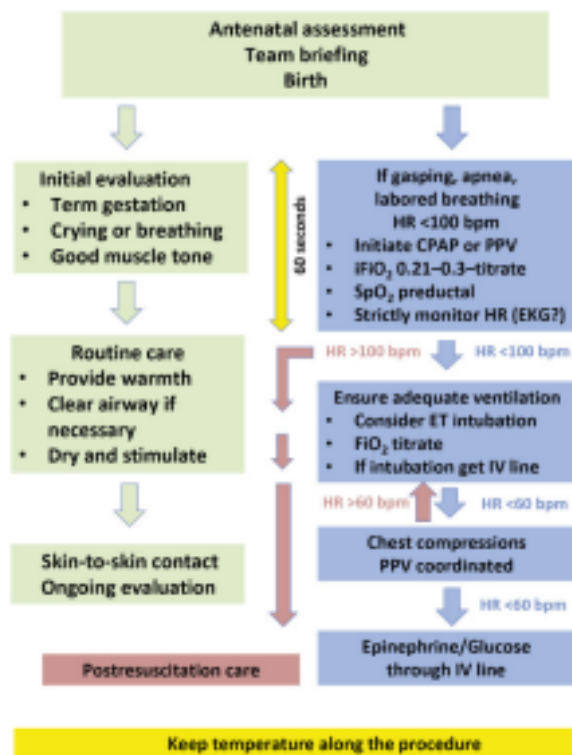 Antenatal assessment
Team briefing
Birth
Initial evaluation
• Term gestation
• Crying or breathing
• Good muscle tone
60 seconds
If gasping, apnea,
labored breathing
HR <100 bpm
• Initiate CPAP or PPV
• iFiO₂ 0.21–0.3–titrate
• SpO₂ preductal
• Strictly monitor HR (EKG?)
HR >100 bpm
HR <100 bpm
Routine care
• Provide warmth
• Clear airway if
necessary
• Dry and stimulate
Ensure adequate ventilation
• Consider ET intubation
• FiO₂ titrate
• If intubation get IV line
HR >60 bpm
HR <60 bpm
Skin-to-skin contact
Ongoing evaluation
Chest compressions
PPV coordinated
HR <60 bpm
Postresuscitation care
Epinephrine/Glucose
through IV line
Keep temperature along the procedure